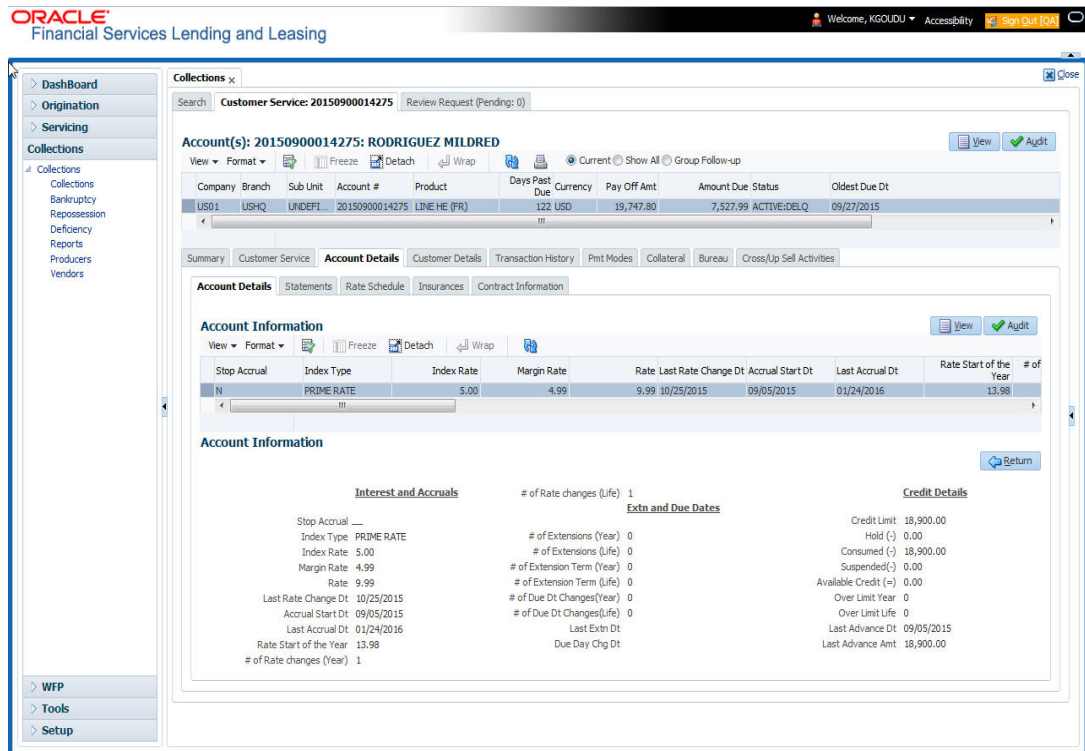 ORACLE
Financial Services Lending and Leasing
Welcome, KGOUDU Accessibility Sign Out [QA]
Close
DashBoard
Origination
Servicing
Collections
Collections
Collections
Bankruptcy
Repossession
Deficiency
Reports
Producers
Vendors
WFP
Tools
Setup
Collections x
Search Customer Service: 20150900014275 Review Request (Pending: 0)
Account(s): 20150900014275: RODRIGUEZ MILDRED
View Audit
View Format Freeze Detach Wrap Current Show All Group Follow-up
Company Branch Sub Unit Account # Product Days Past Due Currency Pay Off Amt Amount Due Status Oldest Due Dt
US01 USHQ UNDEFI... 20150900014275 LINE HE (FR) 122 USD 19,747.80 7,527.99 ACTIVE:DELQ 09/27/2015
Summary Customer Service Account Details Customer Details Transaction History Pmt Modes Collateral Bureau Cross/Up Sell Activities
Account Details Statements Rate Schedule Insurances Contract Information
Account Information
View Audit
View Format Freeze Detach Wrap
Stop Accrual Index Type Index Rate Margin Rate Rate Last Rate Change Dt Accrual Start Dt Last Accrual Dt Rate Start of the Year # of
N PRIME RATE 5.00 4.99 9.99 10/25/2015 09/05/2015 01/24/2016 13.98
Account Information
Return
Interest and Accruals
Stop Accrual
Index Type PRIME RATE
Index Rate 5.00
Margin Rate 4.99
Rate 9.99
Last Rate Change Dt 10/25/2015
Accrual Start Dt 09/05/2015
Last Accrual Dt 01/24/2016
Rate Start of the Year 13.98
# of Rate changes (Year) 1
# of Rate changes (Life) 1
Extn and Due Dates
# of Extensions (Year) 0
# of Extensions (Life) 0
# of Extension Term (Year) 0
# of Extension Term (Life) 0
# of Due Dt Changes(Year) 0
# of Due Dt Changes(Life) 0
Last Extn Dt
Due Day Chg Dt
Credit Details
Credit Limit 18,900.00
Hold (-) 0.00
Consumed (-) 18,900.00
Suspended(-) 0.00
Available Credit (=) 0.00
Over Limit Year 0
Over Limit Life 0
Last Advance Dt 09/05/2015
Last Advance Amt 18,900.00